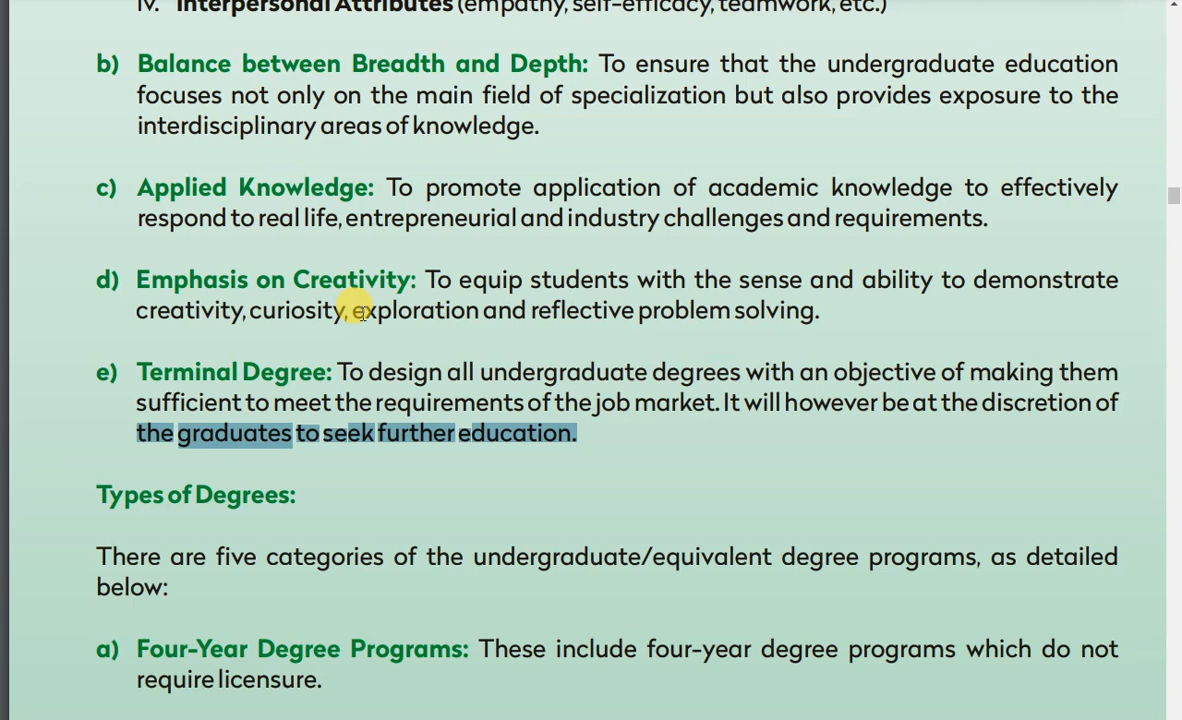 iv. Interpersonal Attributes (empathy, self-efficacy, teamwork, etc.)
b) Balance between Breadth and Depth: To ensure that the undergraduate education
focuses not only on the main field of specialization but also provides exposure to the
interdisciplinary areas of knowledge.
c) Applied Knowledge: To promote application of academic knowledge to effectively
respond to real life, entrepreneurial and industry challenges and requirements.
d) Emphasis on Creativity: To equip students with the sense and ability to demonstrate
creativity, curiosity, exploration and reflective problem solving.
e) Terminal Degree: To design all undergraduate degrees with an objective of making them
sufficient to meet the requirements of the job market. It will however be at the discretion of
the graduates to seek further education.
Types of Degrees:
There are five categories of the undergraduate/equivalent degree programs, as detailed
below:
a) Four-Year Degree Programs: These include four-year degree programs which do not
require licensure.